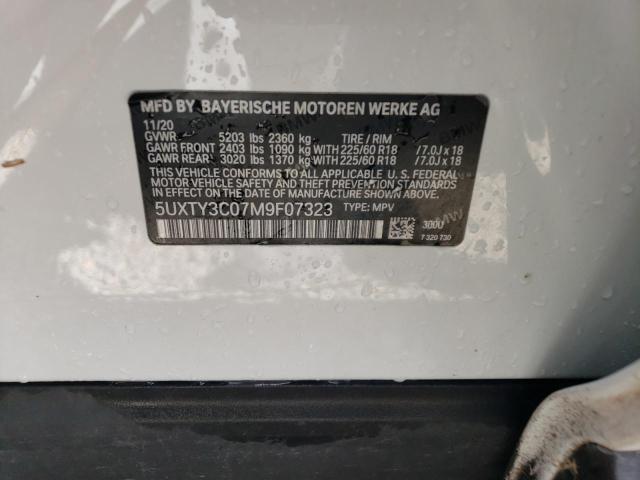 MFD BY BAYERISCHE MOTOREN WERKE AG
11/20
GVWR 5203 lbs 2360 kg TIRE / RIM
GAWR FRONT 2403 lbs 1090 kg WITH 225/60 R18 / 7.0J x 18
GAWR REAR: 3020 lbs 1370 kg WITH 225/60 R18 / 7.0J x 18
THIS VEHICLE CONFORMS TO ALL APPLICABLE U. S. FEDERAL
MOTOR VEHICLE SAFETY, BUMPER, AND THEFT PREVENTION
STANDARDS IN EFFECT ON THE DATE OF MANUFACTURE SHOWN ABOVE.
5UXTY3C07M9F07323 TYPE: MPV
300U
7 320 730
BMW